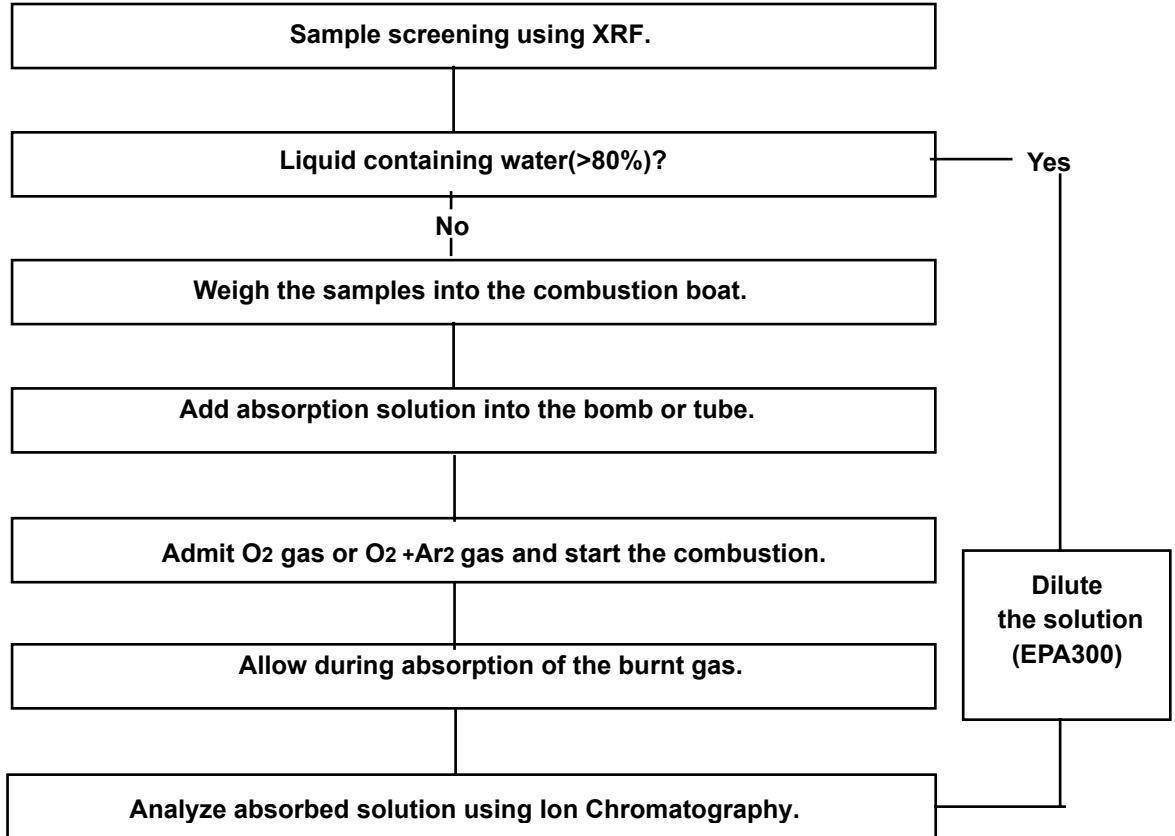 Sample screening using XRF.
Liquid containing water(>80%)?
Yes
No
Weigh the samples into the combustion boat.
Add absorption solution into the bomb or tube.
Admit O2 gas or O2 +Ar2 gas and start the combustion.
Dilute
the solution
(EPA300)
Allow during absorption of the burnt gas.
Analyze absorbed solution using Ion Chromatography.